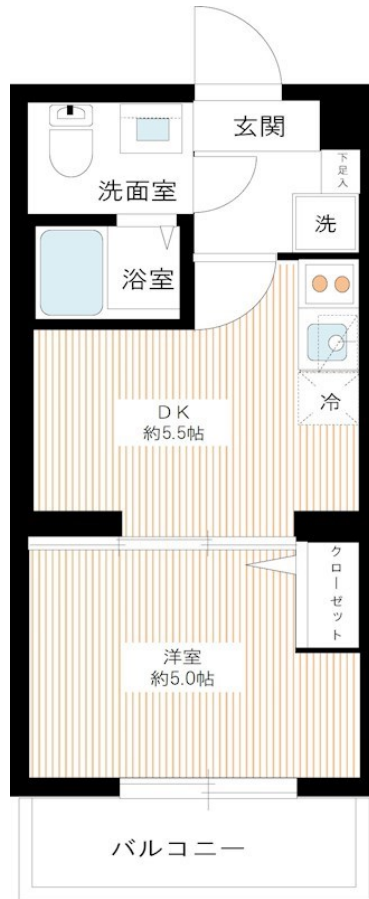 玄関
下足入
洗面室
洗
浴室
冷
DK
約5.5帖
クローゼット
洋室
約5.0帖
バルコニー